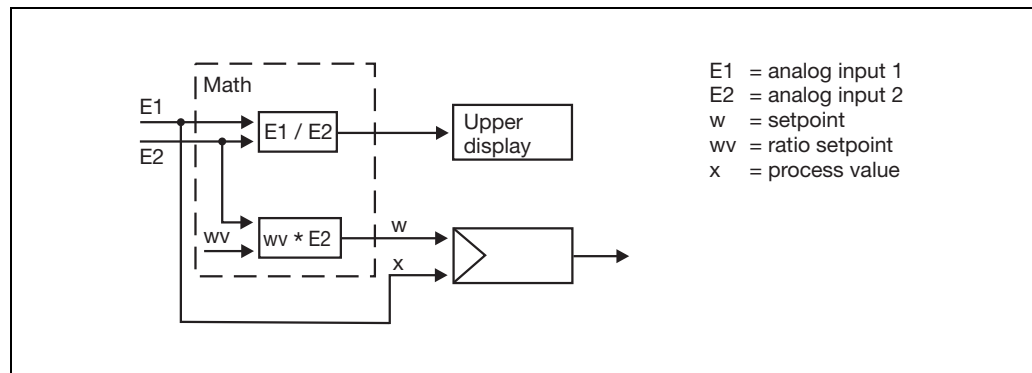 Math
E1
E2
E1 / E2
Upper
display
wv
wv * E2
w
x
E1 = analog input 1
E2 = analog input 2
w = setpoint
wv = ratio setpoint
x = process value